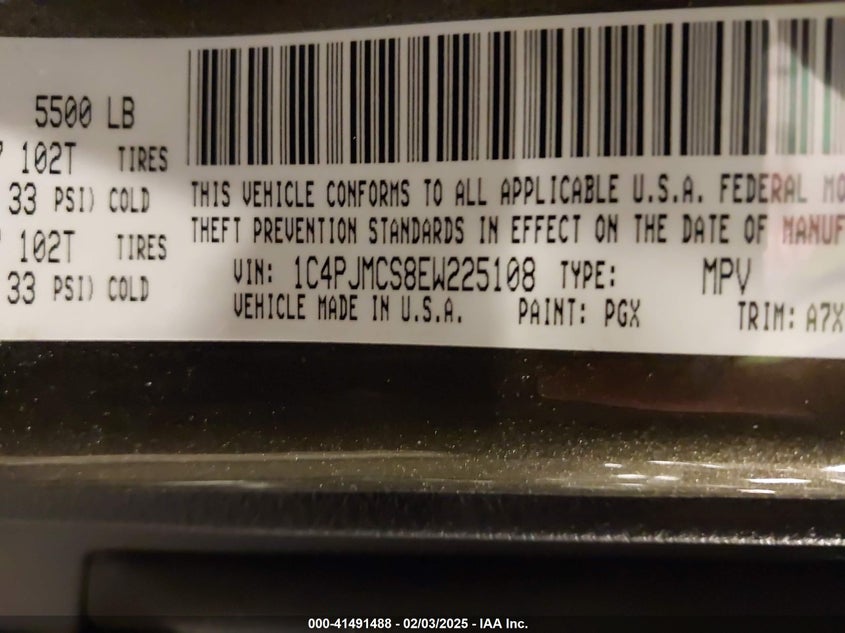 5500 LB
102T TIRES
33 PSI) COLD
102T TIRES
33 PSI) COLD
THIS VEHICLE CONFORMS TO ALL APPLICABLE U.S.A. FEDERAL
THEFT PREVENTION STANDARDS IN EFFECT ON THE DATE OF
VIN: 1C4PJMCS8EW225108 TYPE: MPV
VEHICLE MADE IN U.S.A. PAINT: PGX TRIM: A7X
000-41491488 — 02/03/2025 — IAA Inc.